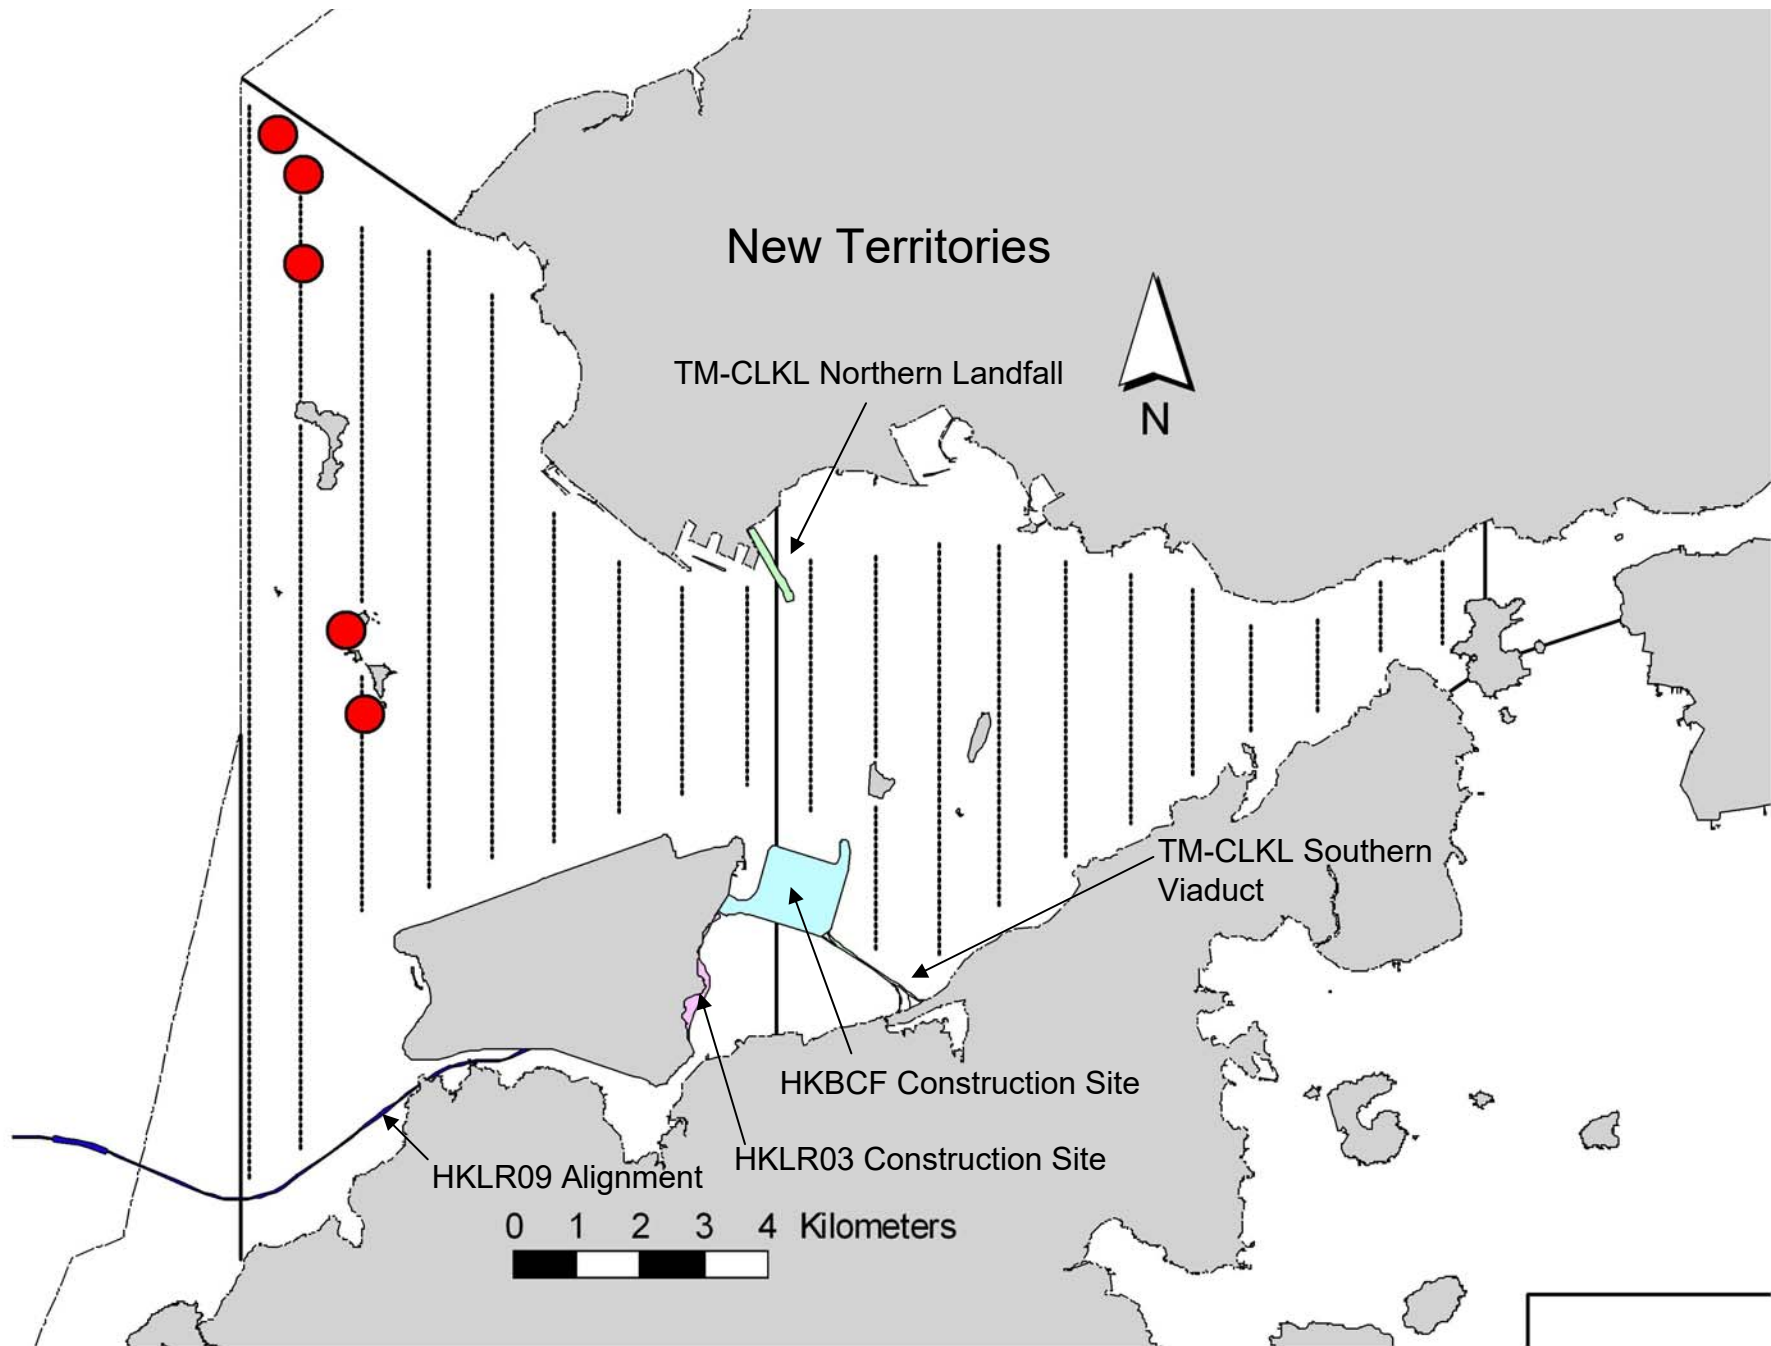 New Territories
TM-CLKL Northern Landfall
N
TM-CLKL Southern
Viaduct
HKBCF Construction Site
HKLR03 Construction Site
HKLR09 Alignment
0 1 2 3 4 Kilometers